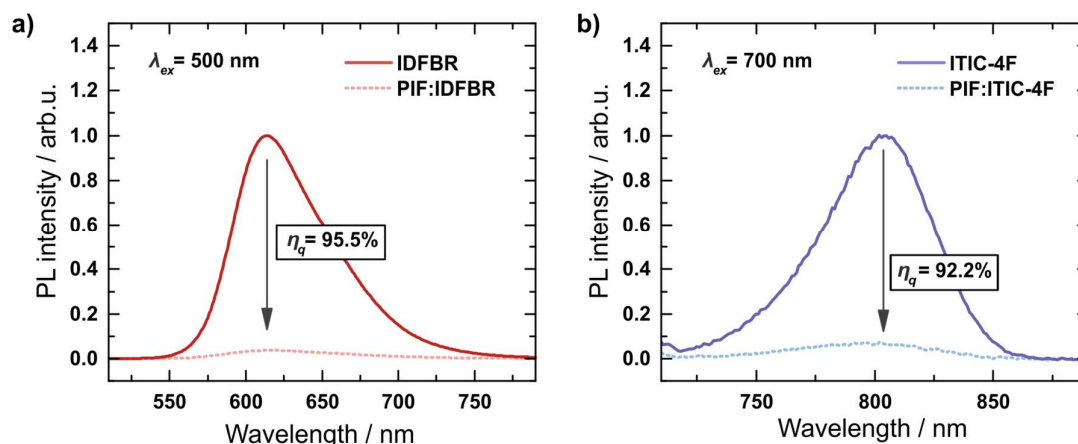 a)
λex = 500 nm
IDFBR
PIF:IDFBR
ηq = 95.5%
PL intensity / arb.u.
1.4
1.2
1.0
0.8
0.6
0.4
0.2
0.0
550 600 650 700 750
Wavelength / nm
b)
λex = 700 nm
ITIC-4F
PIF:ITIC-4F
ηq = 92.2%
PL intensity / arb.u.
1.4
1.2
1.0
0.8
0.6
0.4
0.2
0.0
750 800 850
Wavelength / nm